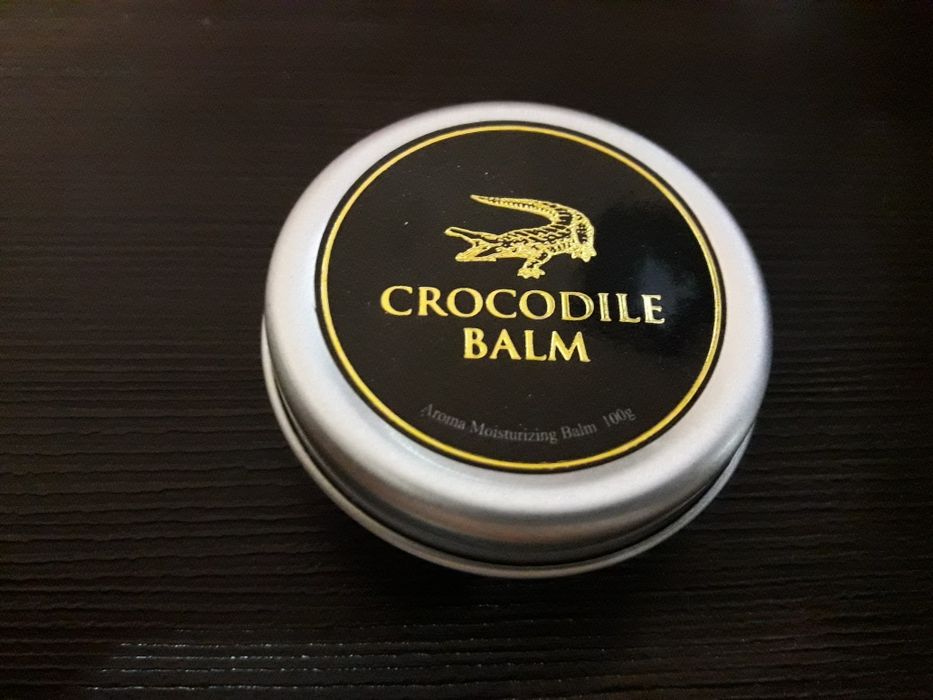 CROCODILE
BALM
Aroma Moisturizing Balm 100g